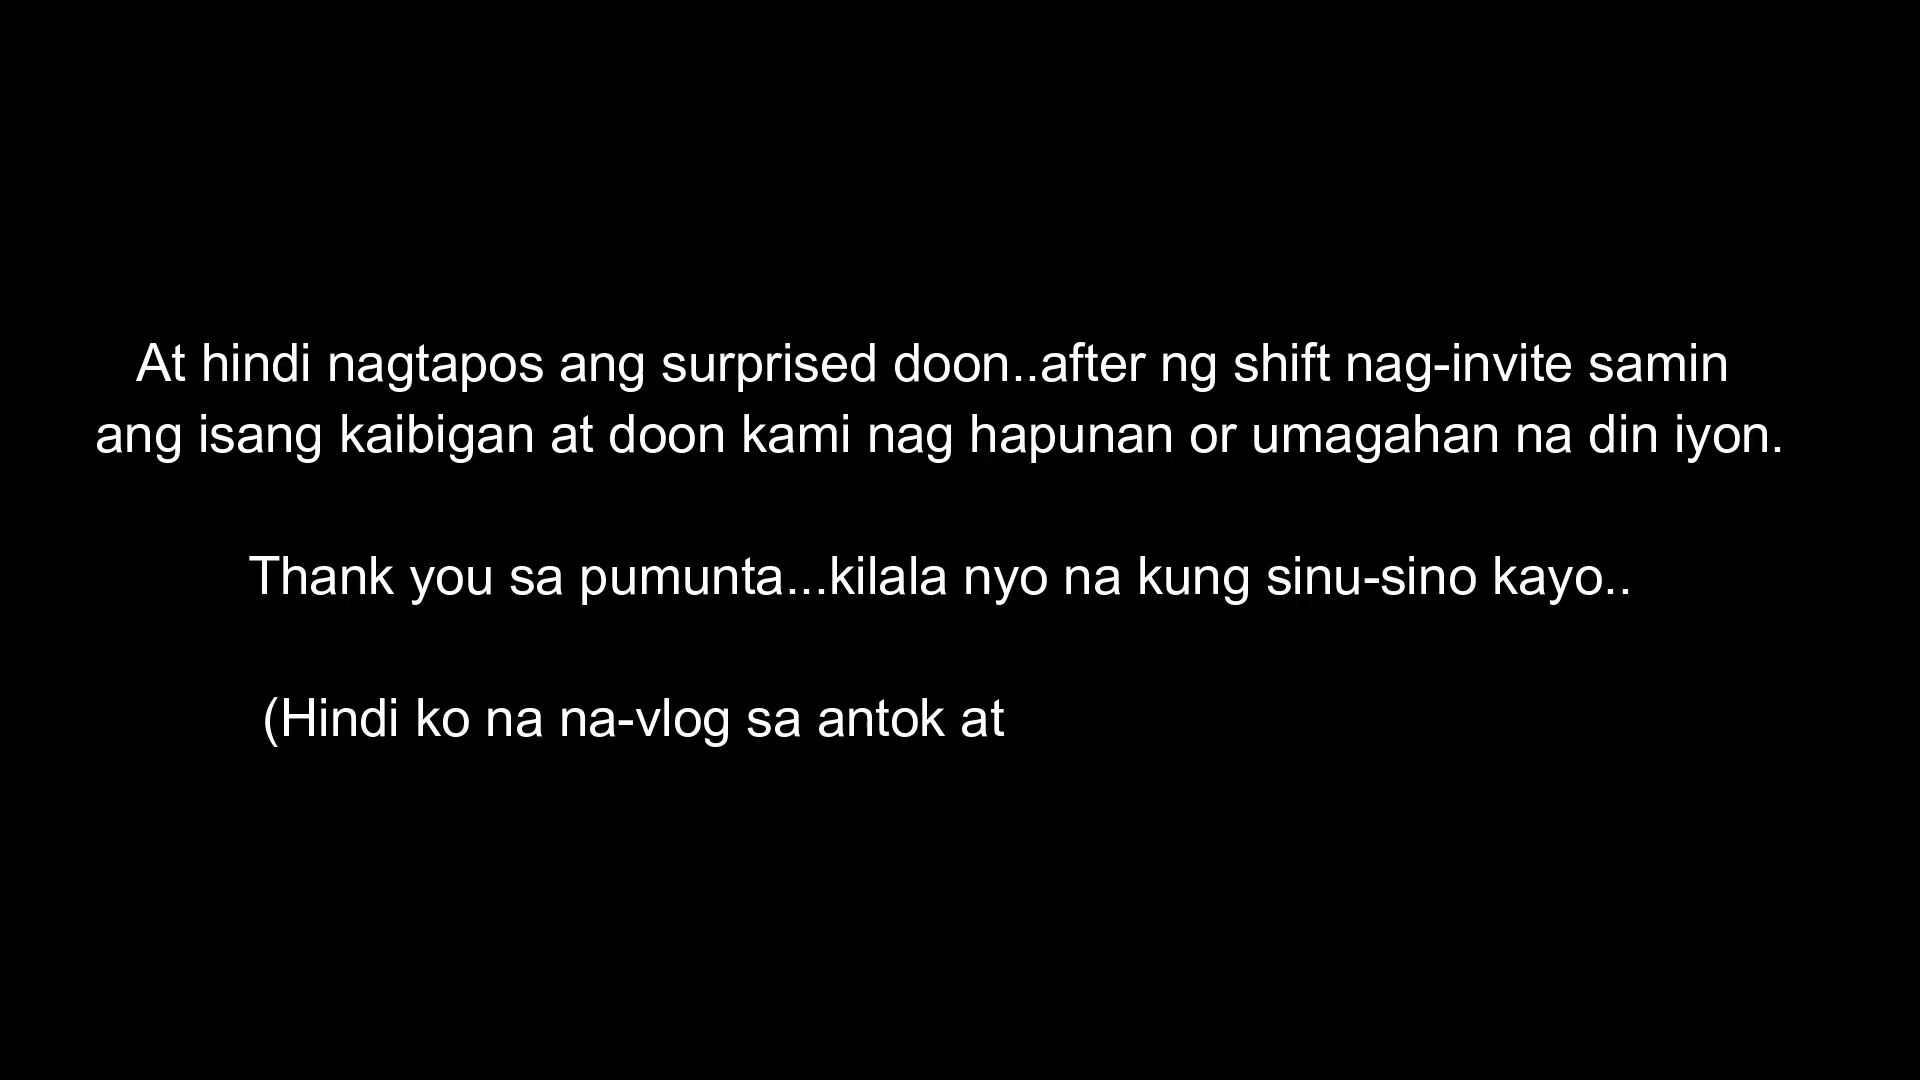 At hindi nagtapos ang surprised doon..after ng shift nag-invite samin
ang isang kaibigan at doon kami nag hapunan or umagahan na din iyon.
Thank you sa pumunta...kilala nyo na kung sinu-sino kayo..
(Hindi ko na na-vlog sa antok at